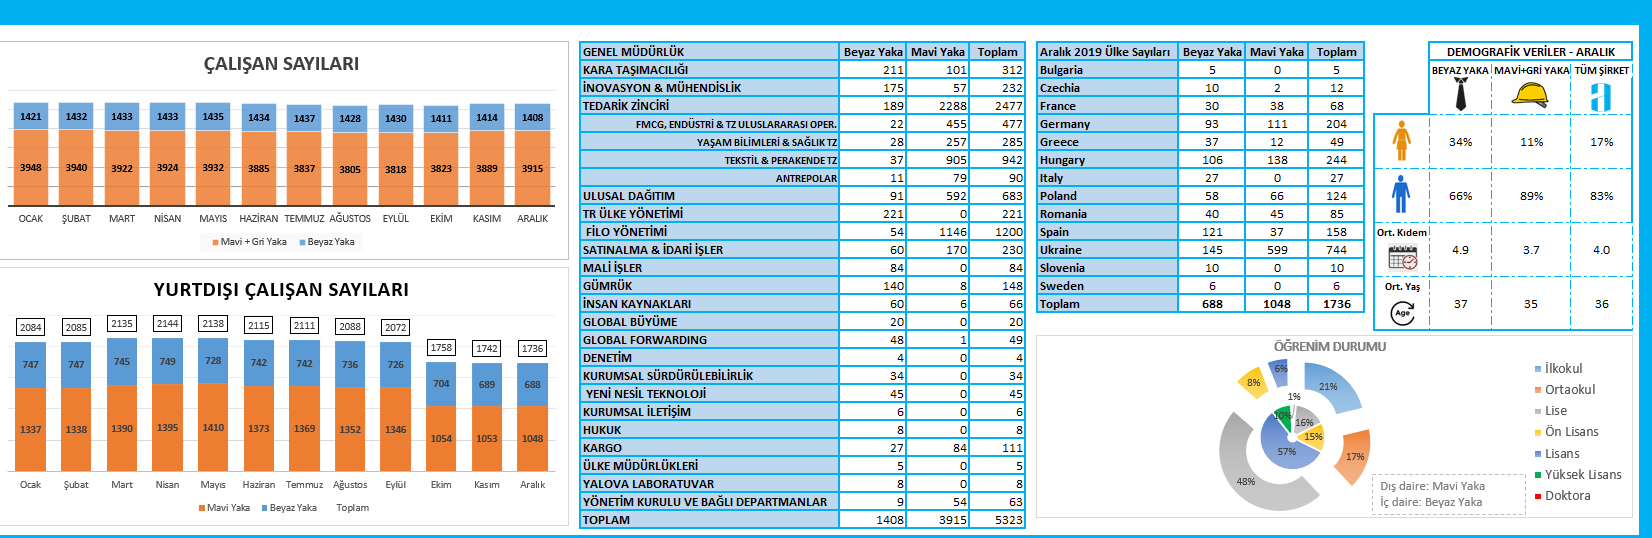 ÇALIŞAN SAYILARI
1421 1432 1433 1433 1435 1434 1437 1428 1430 1411 1414 1408
3948 3940 3922 3924 3932 3885 3837 3805 3818 3823 3889 3915
OCAK ŞUBAT MART NİSAN MAYIS HAZİRAN TEMMUZ AĞUSTOS EYLÜL EKİM KASIM ARALIK
Mavi + Gri Yaka Beyaz Yaka
YURTDIŞI ÇALIŞAN SAYILARI
2084 2085 2135 2144 2138 2115 2111 2088 2072 1758 1742 1736
747 747 745 749 728 742 742 736 726 704 689 688
1337 1338 1390 1395 1410 1373 1369 1352 1346 1054 1053 1048
Ocak Şubat Mart Nisan Mayıs Haziran Temmuz Ağustos Eylül Ekim Kasım Aralık
Mavi Yaka Beyaz Yaka Toplam
GENEL MÜDÜRLÜK Beyaz Yaka Mavi Yaka Toplam
KARA TAŞIMACILIĞI 211 101 312
İNOVASYON & MÜHENDİSLİK 175 57 232
TEDARİK ZİNCİRİ 189 2288 2477
FMCG, ENDÜSTRİ & TZ ULUSLARARASI OPER. 22 455 477
YAŞAM BİLİMLERİ & SAĞLIK TZ 28 257 285
TEKSTİL & PERAKENDE TZ 37 905 942
ANTREPOLAR 11 79 90
ULUSAL DAĞITIM 91 592 683
TR ÜLKE YÖNETİMİ 221 0 221
FİLO YÖNETİMİ 54 1146 1200
SATINALMA & İDARİ İŞLER 60 170 230
MALİ İŞLER 84 0 84
GÜMRÜK 140 8 148
İNSAN KAYNAKLARI 60 6 66
GLOBAL BÜYÜME 20 0 20
GLOBAL FORWARDING 48 1 49
DENETİM 4 0 4
KURUMSAL SÜRDÜRÜLEBİLİRLİK 34 0 34
YENİ NESİL TEKNOLOJİ 45 0 45
KURUMSAL İLETİŞİM 6 0 6
HUKUK 8 0 8
KARGO 27 84 111
ÜLKE MÜDÜRLÜKLERİ 5 0 5
YALOVA LABORATUVAR 8 0 8
YÖNETİM KURULU VE BAĞLI DEPARTMANLAR 9 54 63
TOPLAM 1408 3915 5323
Aralık 2019 Ülke Sayıları Beyaz Yaka Mavi Yaka Toplam
Bulgaria 5 0 5
Czechia 10 2 12
France 30 38 68
Germany 93 111 204
Greece 37 12 49
Hungary 106 138 244
Italy 27 0 27
Poland 58 66 124
Romania 40 45 85
Spain 121 37 158
Ukraine 145 599 744
Slovenia 10 0 10
Sweden 6 0 6
Toplam 688 1048 1736
DEMOGRAFİK VERİLER - ARALIK
BEYAZ YAKA MAVİ+GRİ YAKA TÜM ŞİRKET
34% 11% 17%
66% 89% 83%
Ort. Kıdem
4.9 3.7 4.0
Ort. Yaş
Age
37 35 36
ÖĞRENİM DURUMU
6%
8%
21%
1%
10%
16%
15%
57%
17%
48%
İlkokul
Ortaokul
Lise
Ön Lisans
Lisans
Yüksek Lisans
Doktora
Dış daire: Mavi Yaka
İç daire: Beyaz Yaka